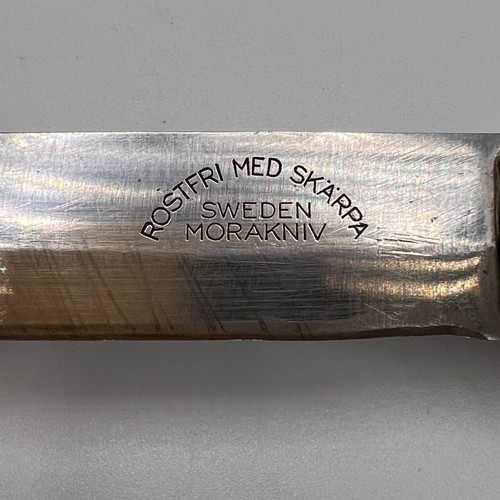 ROSTFRI MED SKÄRPA
SWEDEN
MORAKNIV